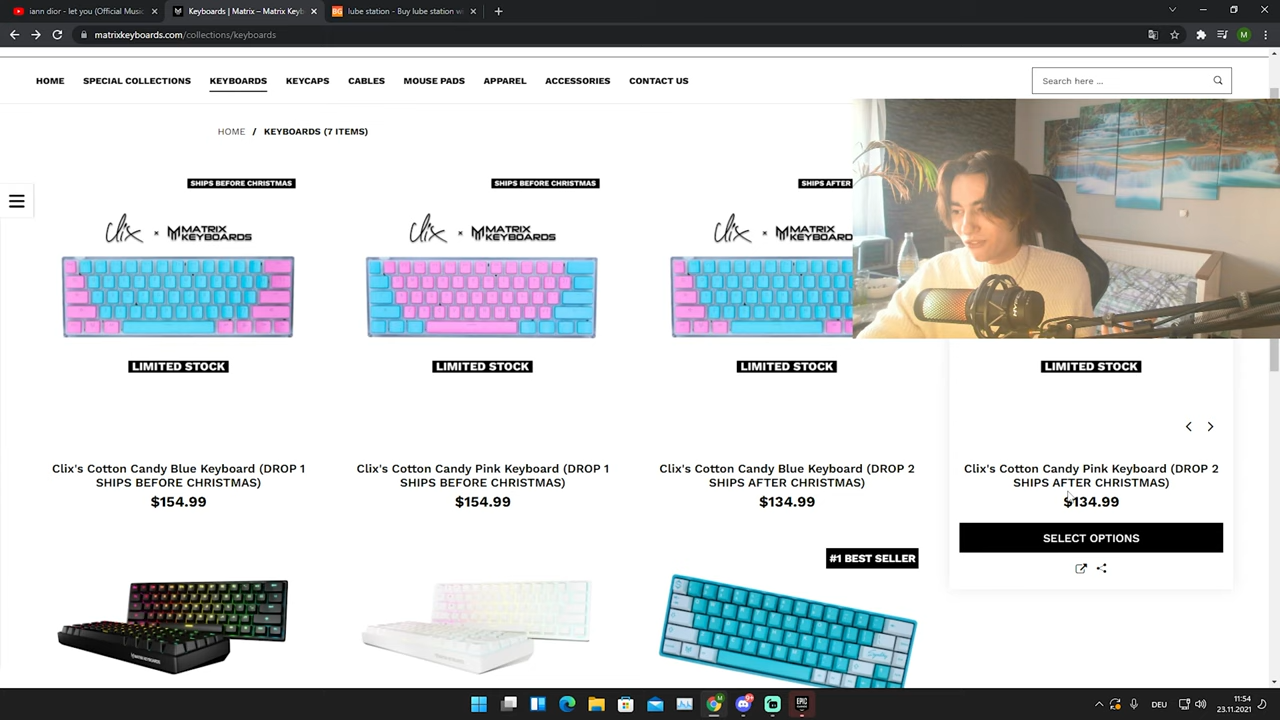 iann dior - let you (Official Music
Keyboards | Matrix – Matrix Keyb
lube station - Buy lube station w
matrixkeyboards.com/collections/keyboards
HOME
SPECIAL COLLECTIONS
KEYBOARDS
KEYCAPS
CABLES
MOUSE PADS
APPAREL
ACCESSORIES
CONTACT US
Search here ...
HOME / KEYBOARDS (7 ITEMS)
SHIPS BEFORE CHRISTMAS
SHIPS BEFORE CHRISTMAS
SHIPS AFTER
Clix × MATRIX KEYBOARDS
Clix × MATRIX KEYBOARDS
Clix × MATRIX KEYBOARDS
LIMITED STOCK
LIMITED STOCK
LIMITED STOCK
LIMITED STOCK
Clix's Cotton Candy Blue Keyboard (DROP 1
SHIPS BEFORE CHRISTMAS)
$154.99
Clix's Cotton Candy Pink Keyboard (DROP 1
SHIPS BEFORE CHRISTMAS)
$154.99
Clix's Cotton Candy Blue Keyboard (DROP 2
SHIPS AFTER CHRISTMAS)
$134.99
Clix's Cotton Candy Pink Keyboard (DROP 2
SHIPS AFTER CHRISTMAS)
$134.99
SELECT OPTIONS
#1 BEST SELLER
MATRIX KEYBOARDS
DEU
11:54
23.11.2021